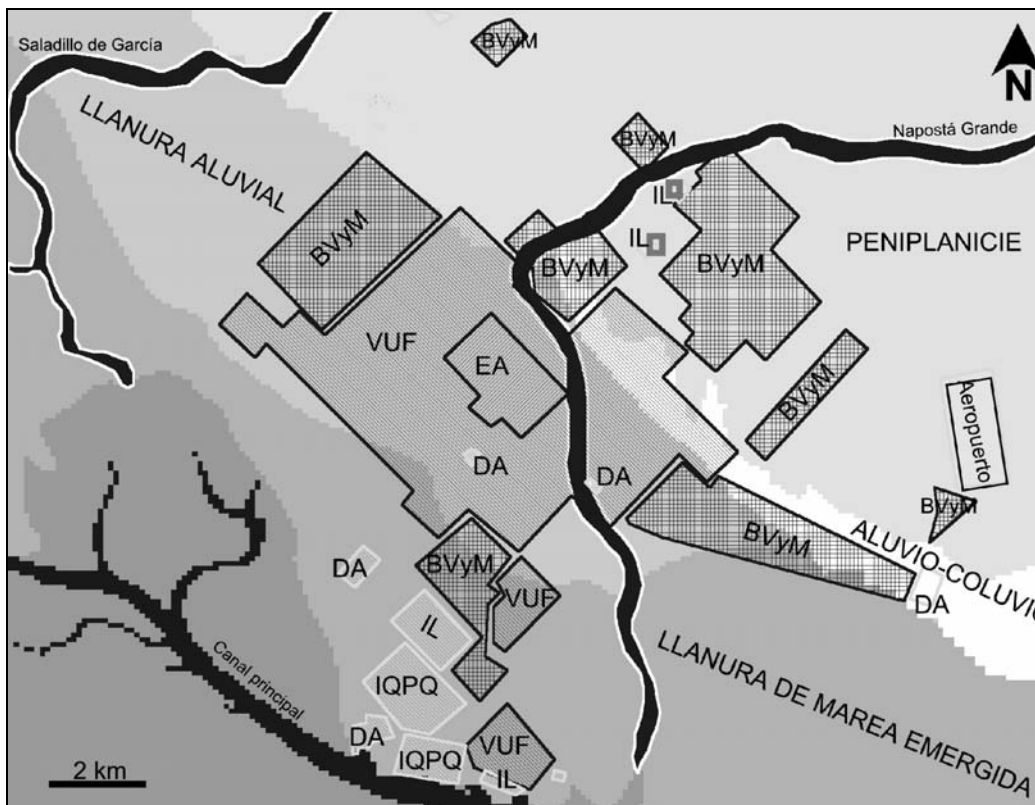 Saladillo de García
BVyM
N
LLANURA ALUVIAL
BVyM
Napostá Grande
IL
BVyM
IL
BVyM
BVyM
PENIPLANICIE
VUF
EA
BVyM
Aeropuerto
DA
DA
BVyM
BVyM
ALUVIO-COLUVIO
DA
BVyM
VUF
DA
IL
LLANURA DE MAREA EMERGIDA
IQPQ
Canal principal
DA
IQPQ
VUF
IL
2 km